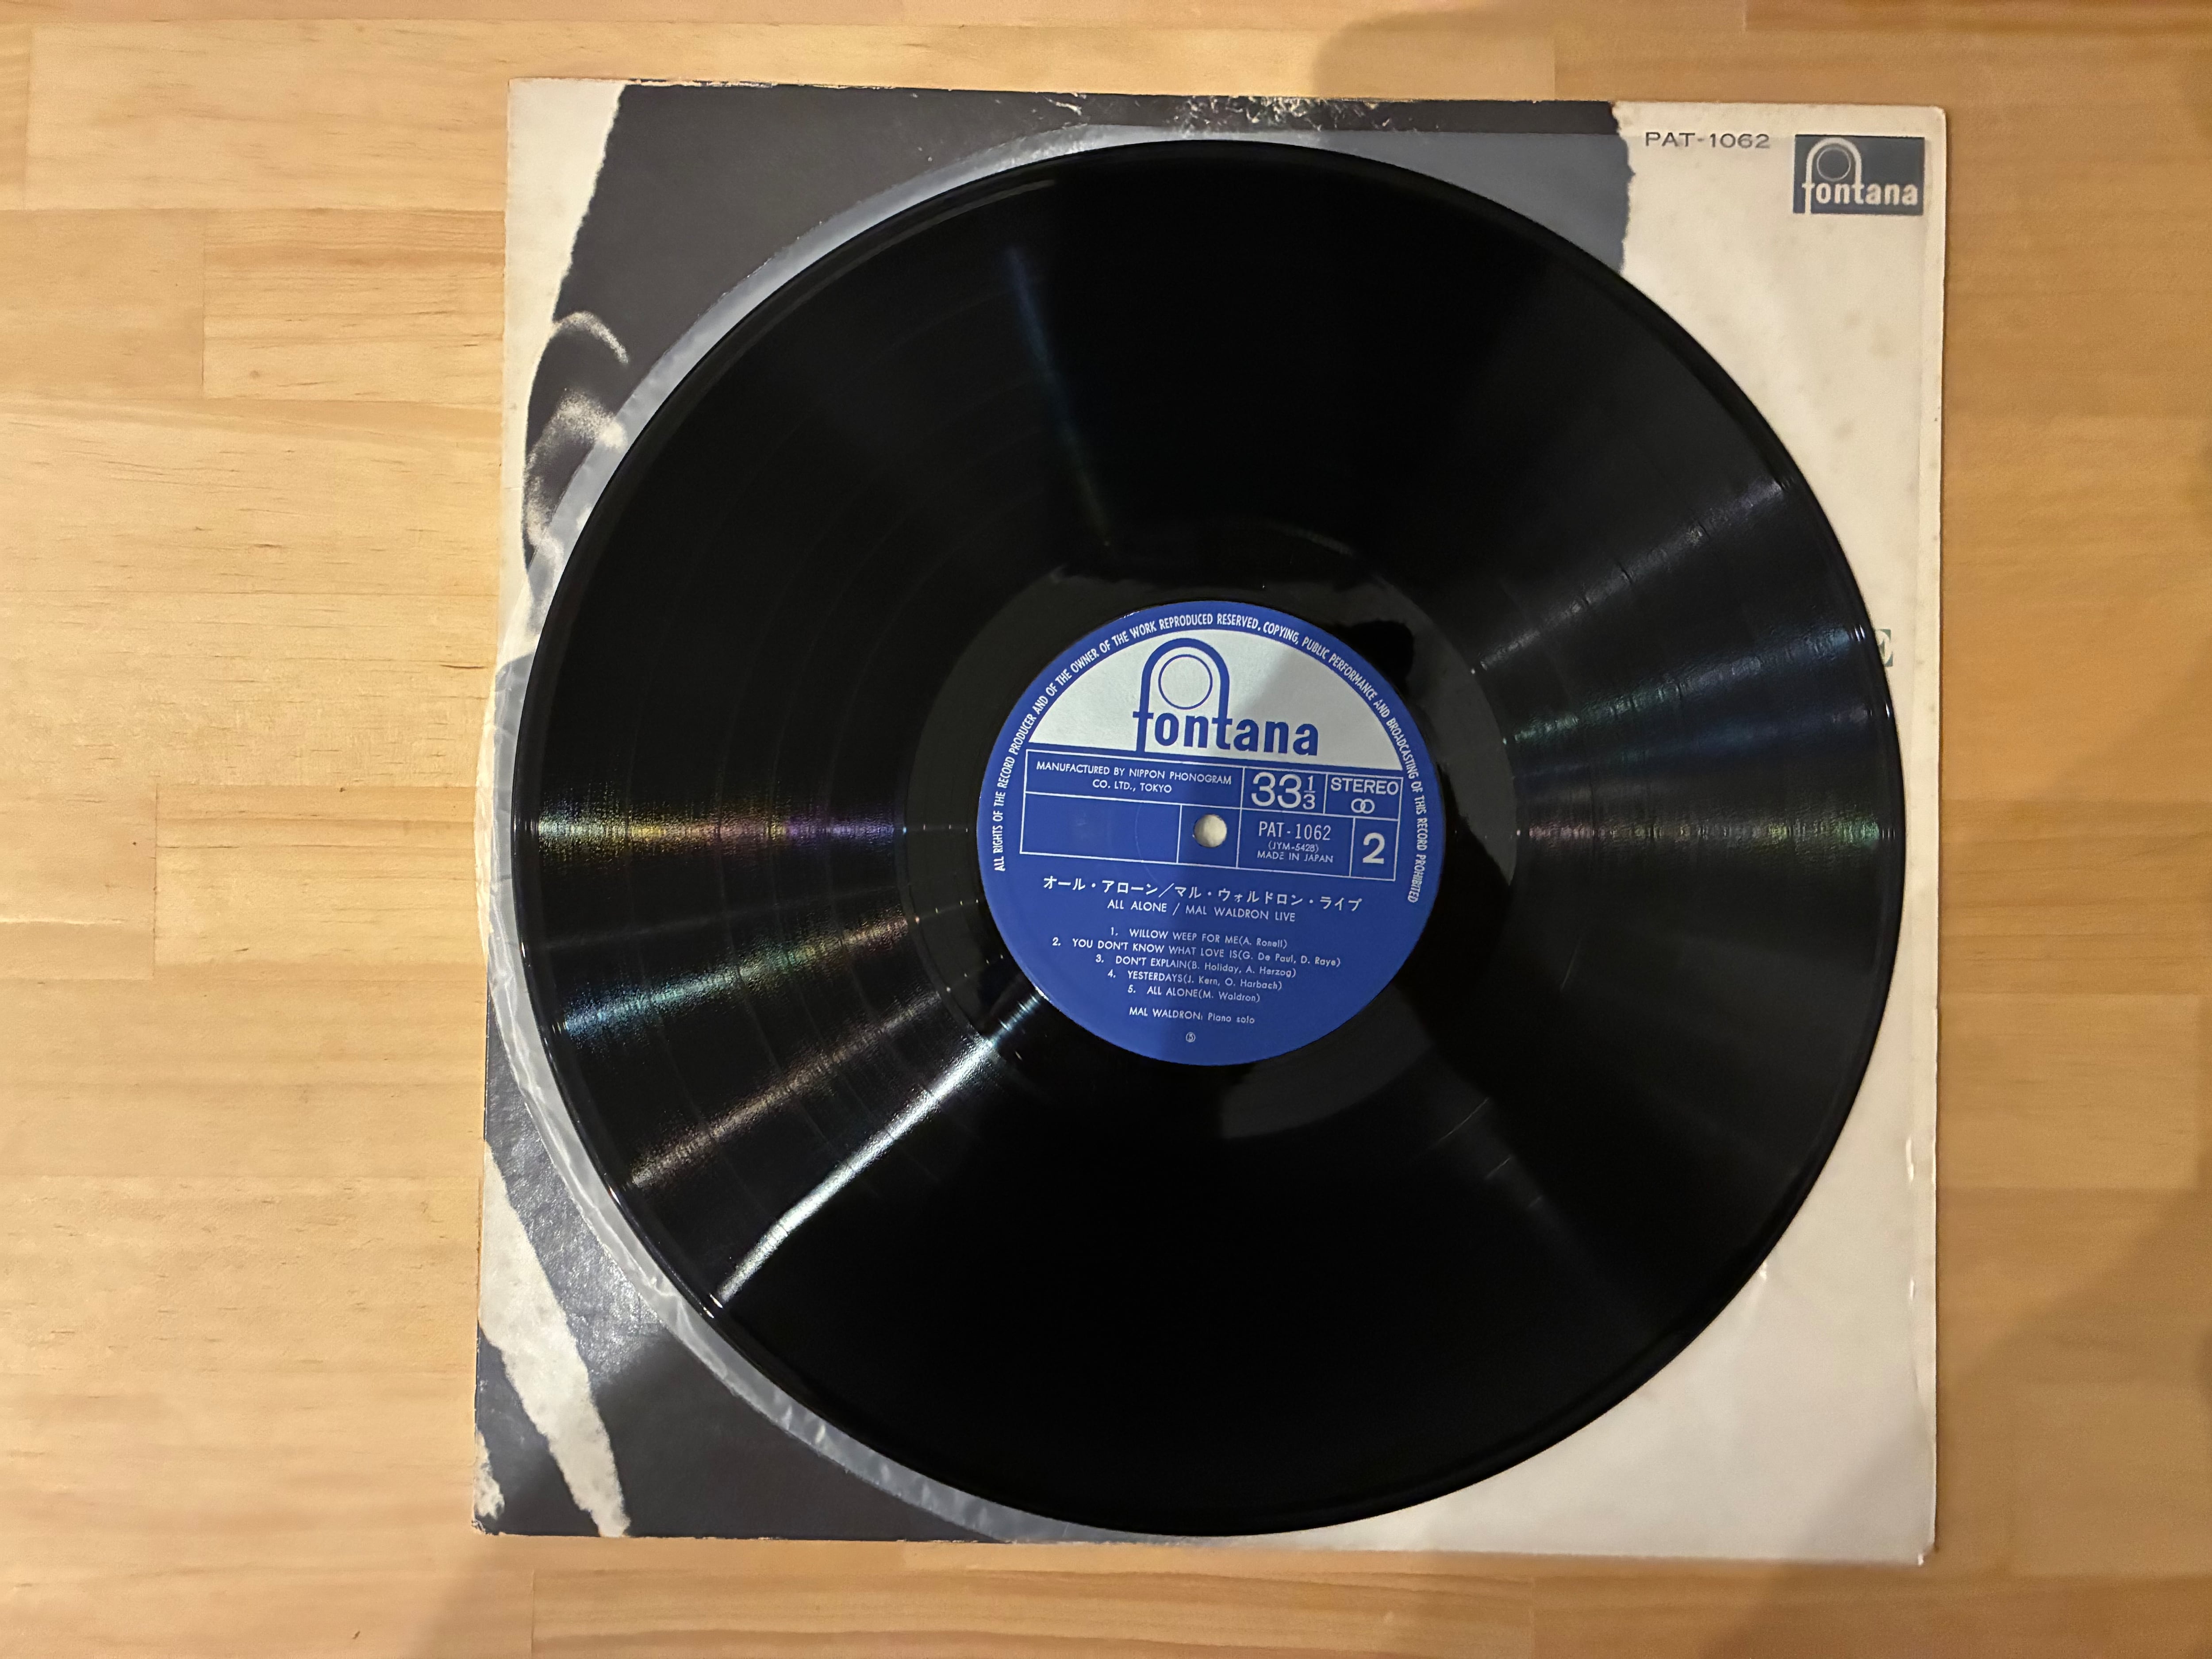 PAT-1062
fontana
E
ALL RIGHTS OF THE RECORD PRODUCER AND OF THE OWNER OF THE WORK REPRODUCED RESERVED. COPYING, PUBLIC PERFORMANCE AND BROADCASTING OF THIS RECORD PROHIBITED
fontana
MANUFACTURED BY NIPPON PHONOGRAM
CO. LTD., TOKYO
33 1/3
STEREO
PAT-1062
(JYM-5428)
MADE IN JAPAN
2
オール・アローン／マル・ウォルドロン・ライブ
ALL ALONE / MAL WALDRON LIVE
1. WILLOW WEEP FOR ME(A. Ronell)
2. YOU DON'T KNOW WHAT LOVE IS(G. De Paul, D. Raye)
3. DON'T EXPLAIN(B. Holiday, A. Herzog)
4. YESTERDAYS(J. Kern, O. Harbach)
5. ALL ALONE(M. Waldron)
MAL WALDRON: Piano solo